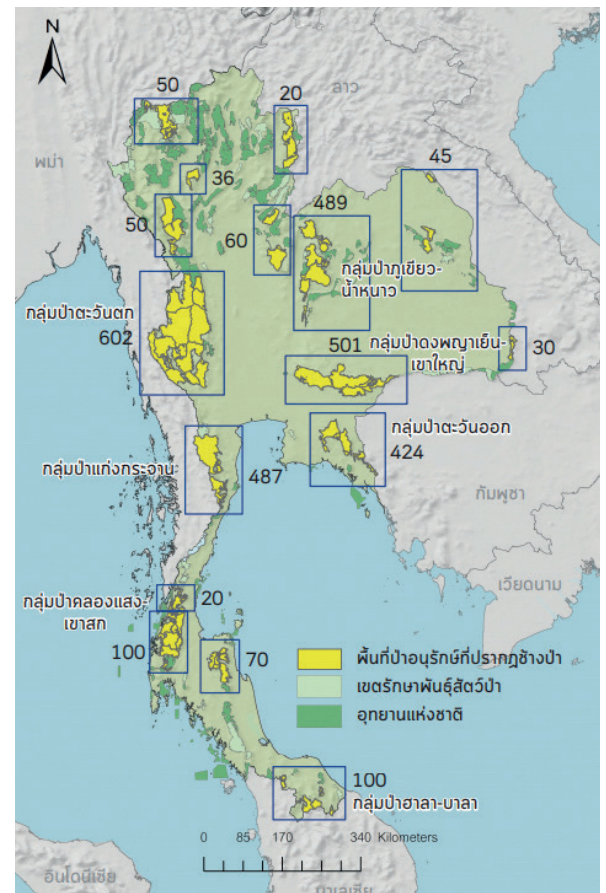 N
50
20
ลาว
พม่า
36
45
50
489
60
กลุ่มป่าภูเขียว-
น้ำหนาว
กลุ่มป่าตะวันตก
602
501
กลุ่มป่าดงพญาเย็น-
เขาใหญ่
30
กลุ่มป่าตะวันออก
424
กลุ่มป่าแก่งกระจาน
487
กัมพูชา
เวียดนาม
กลุ่มป่าคลองแสง-
เขาสก
20
100
70
พื้นที่ป่าอนุรักษ์ที่ปรากฏช้างป่า
เขตรักษาพันธุ์สัตว์ป่า
อุทยานแห่งชาติ
100
กลุ่มป่าฮาลา-บาลา
0 85 170 340 Kilometers
อินโดนีเซีย
มาเลเซีย